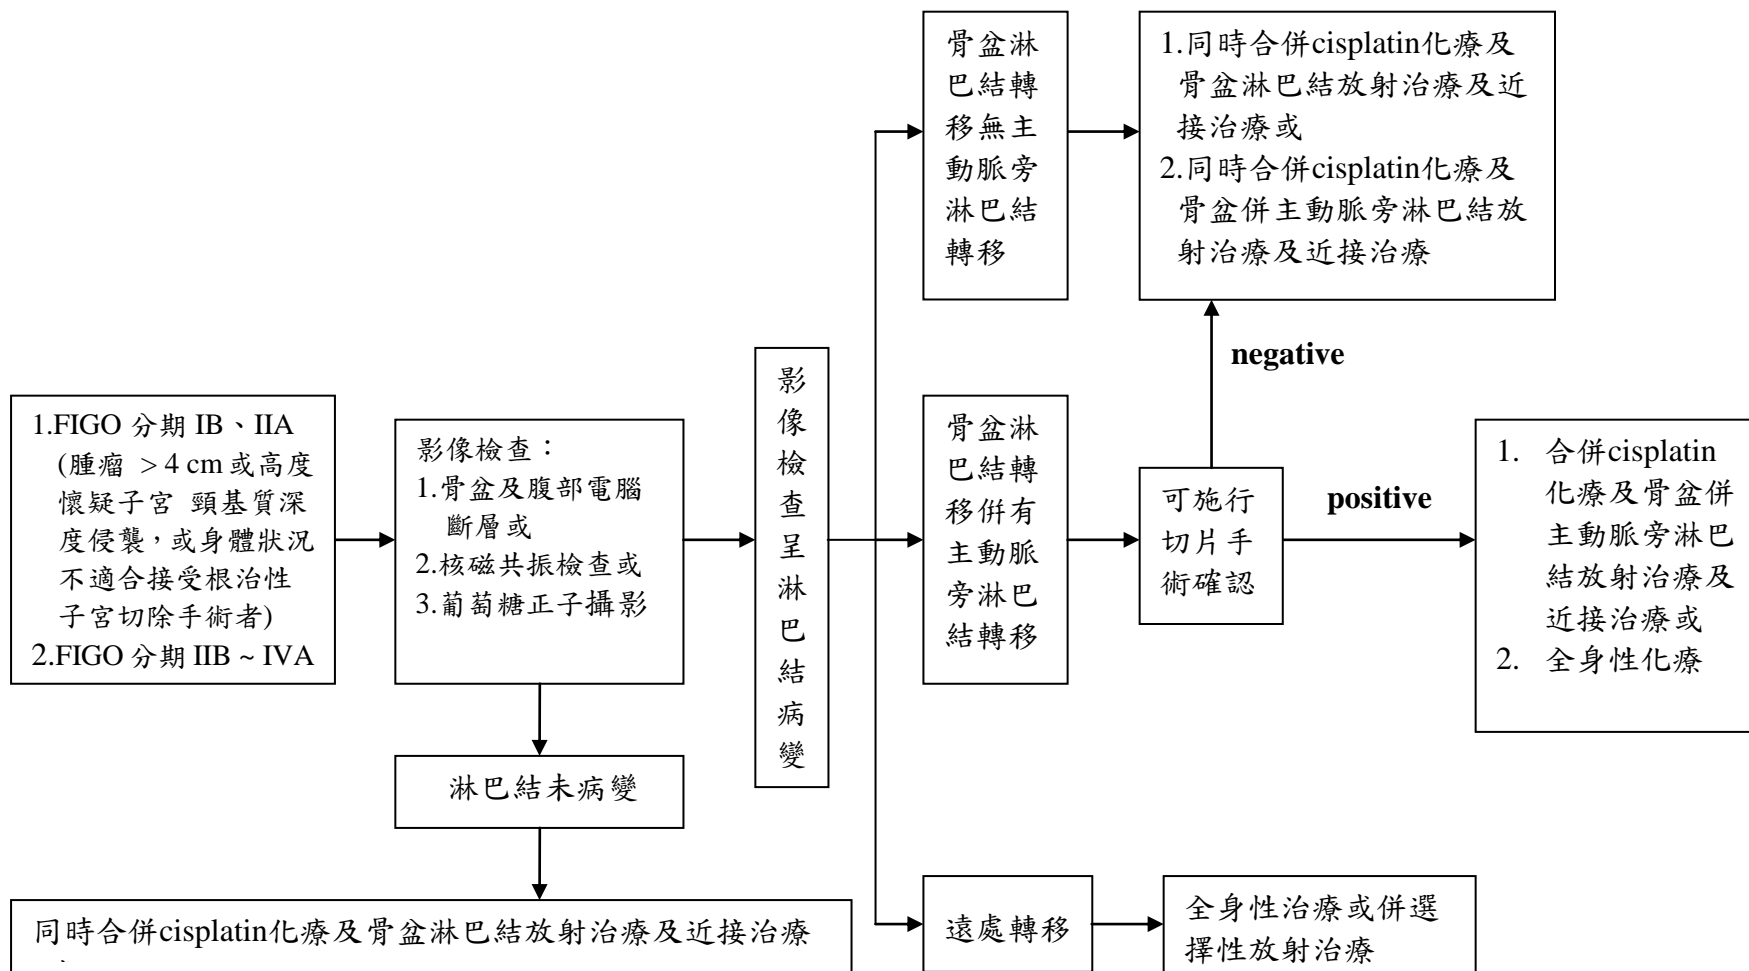 1.FIGO 分期 IB、IIA
(腫瘤 > 4 cm 或高度
懷疑子宮 頸基質深
度侵襲，或身體狀況
不適合接受根治性
子宮切除手術者)
2.FIGO 分期 IIB ~ IVA
影像檢查：
1.骨盆及腹部電腦
斷層或
2.核磁共振檢查或
3.葡萄糖正子攝影
淋巴結未病變
同時合併cisplatin化療及骨盆淋巴結放射治療及近接治療
影
像
檢
查
呈
淋
巴
結
病
變
骨盆淋
巴結轉
移無主
動脈旁
淋巴結
轉移
1.同時合併cisplatin化療及
骨盆淋巴結放射治療及近
接治療或
2.同時合併cisplatin化療及
骨盆併主動脈旁淋巴結放
射治療及近接治療
骨盆淋
巴結轉
移併有
主動脈
旁淋巴
結轉移
可施行
切片手
術確認
negative
positive
1. 合併cisplatin
化療及骨盆併
主動脈旁淋巴
結放射治療及
近接治療或
2. 全身性化療
遠處轉移
全身性治療或併選
擇性放射治療